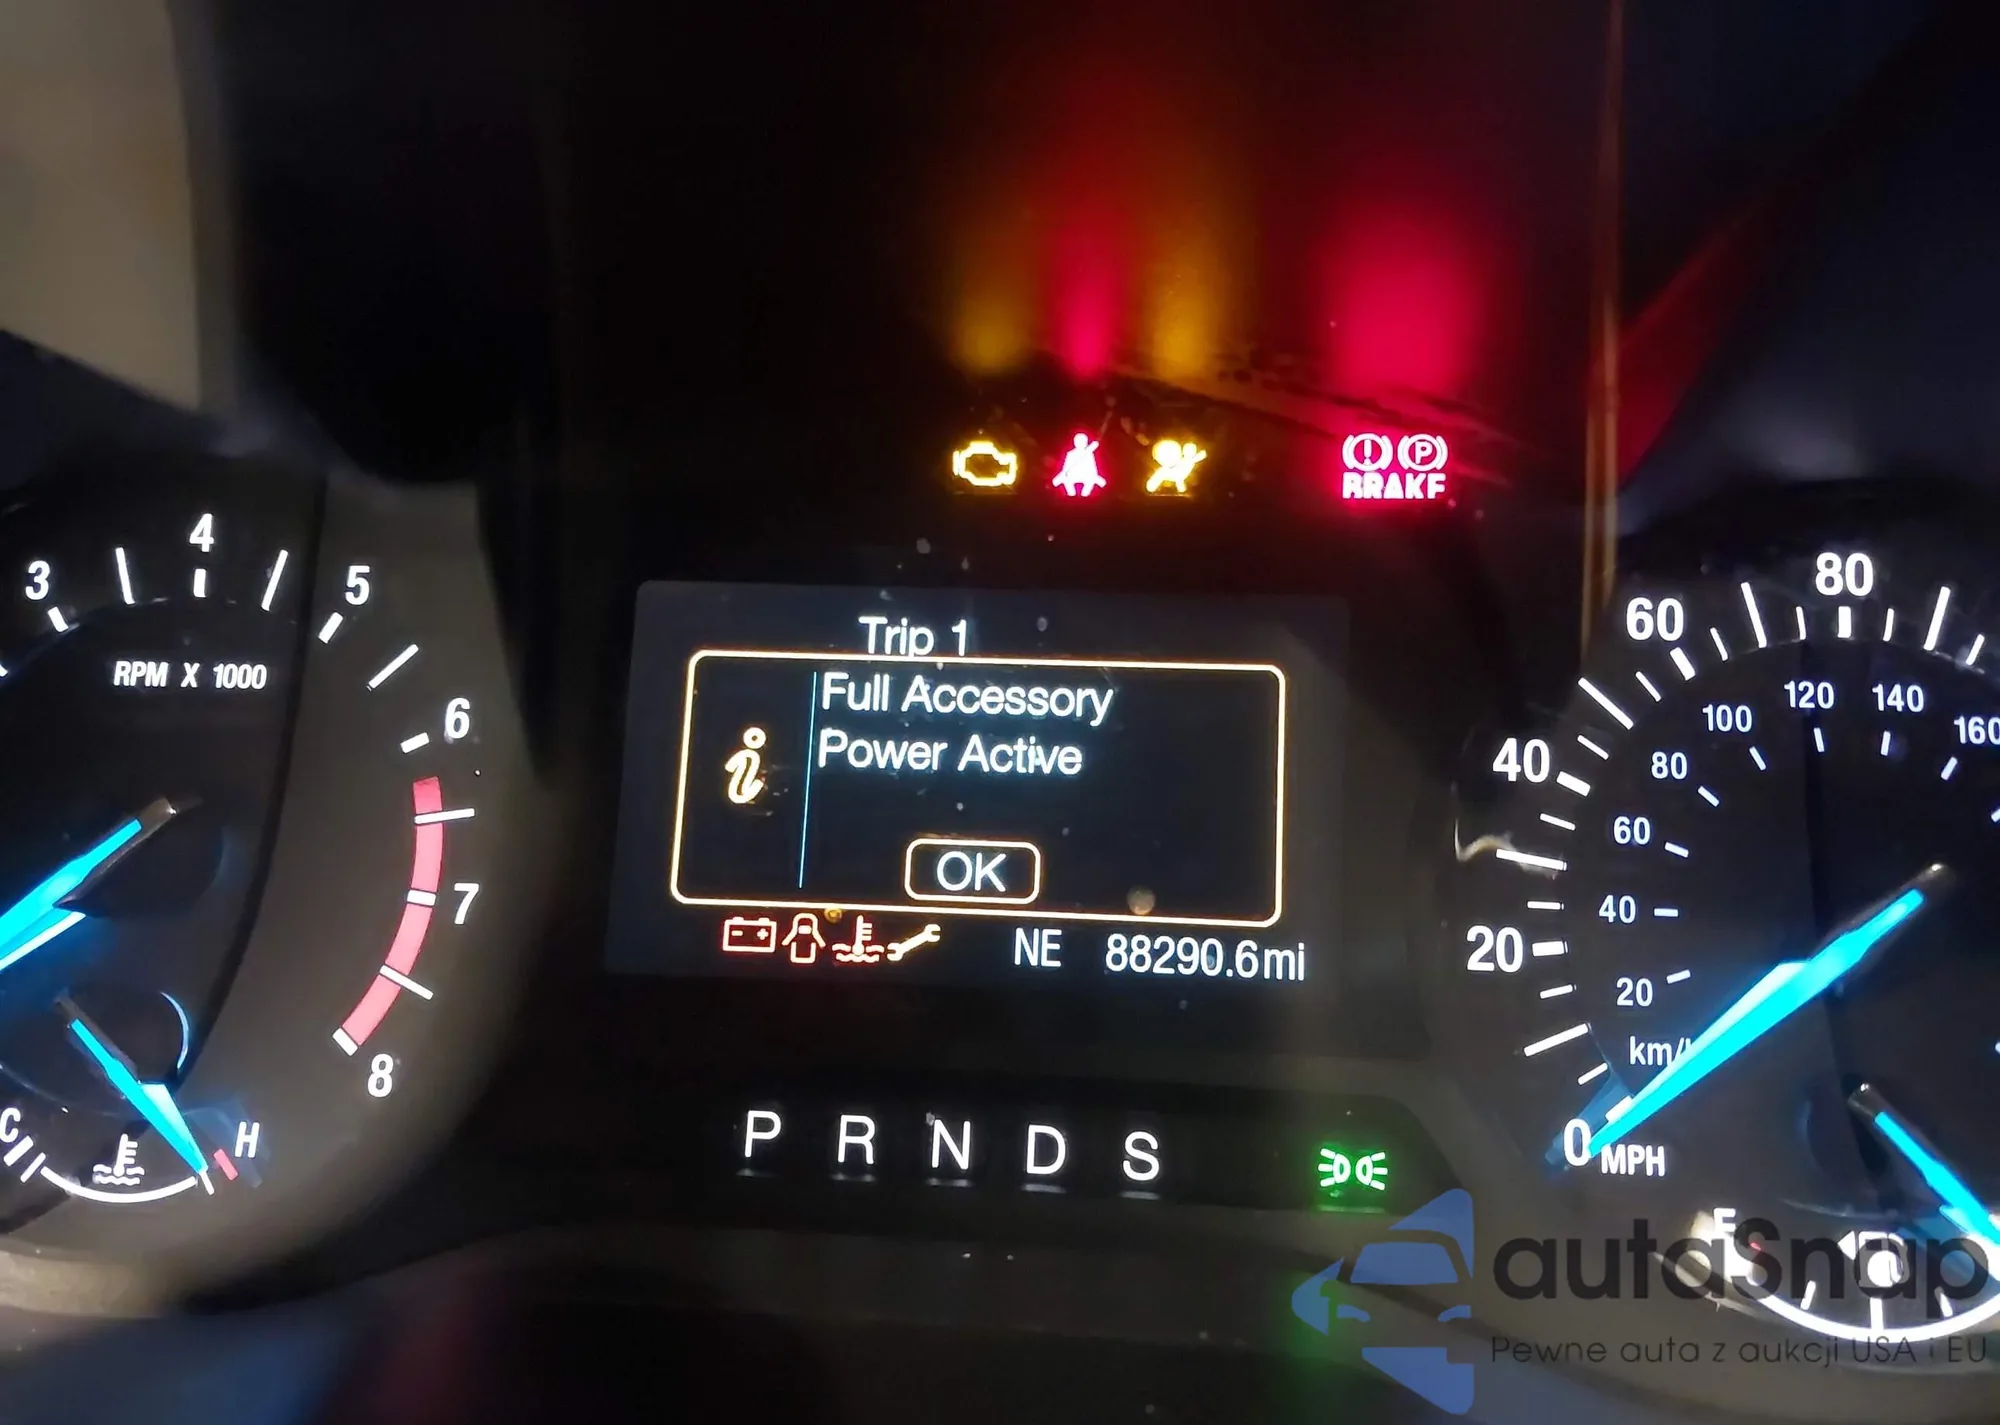 3
4
5
RPM X 1000
6
7
8
C
H
BRAKE
Trip 1
Full Accessory
Power Active
OK
NE 88290.6mi
P R N D S
80
60
40
20
0
MPH
160
140
120
100
80
60
40
20
km/
autaSnap
Pewne auta z aukcji USA i EU